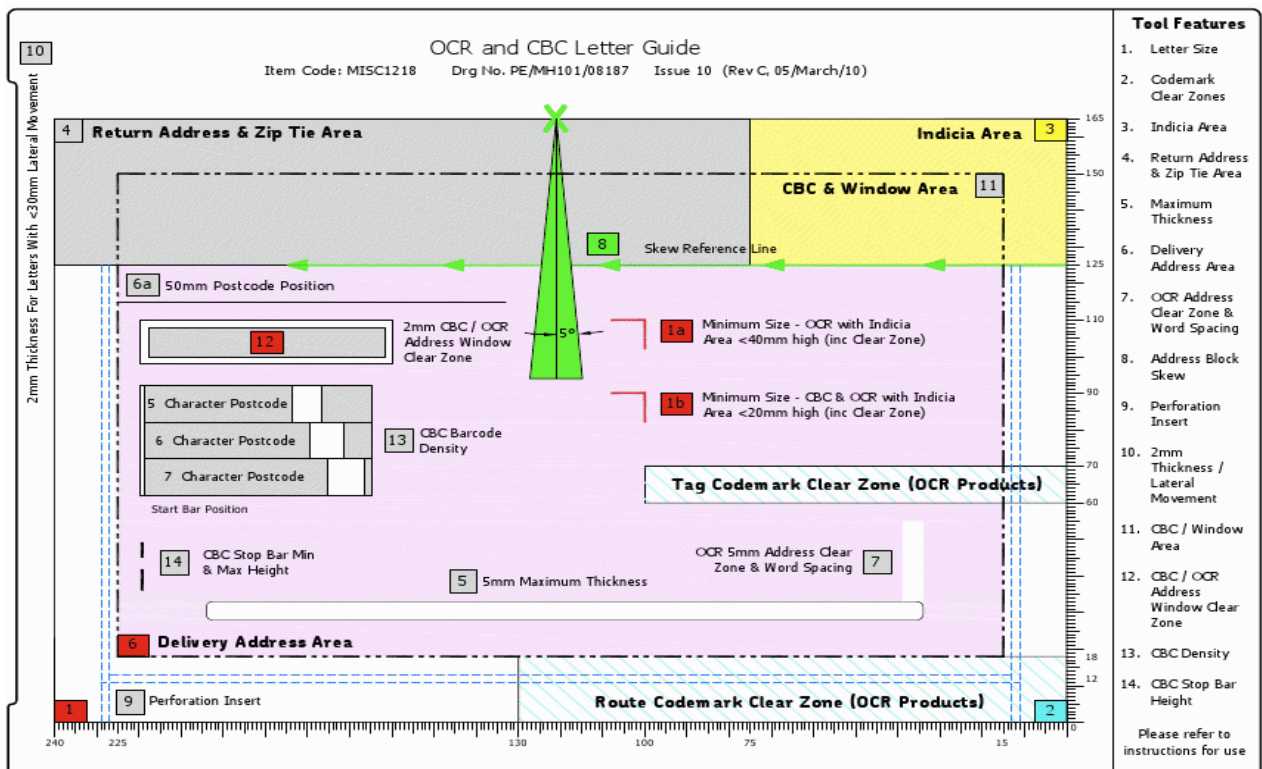 OCR and CBC Letter Guide
Item Code: MISC1218 Drg No. PE/MH101/08187 Issue 10 (Rev C, 05/March/10)
10
2mm Thickness For Letters With <30mm Lateral Movement
4 Return Address & Zip Tie Area
Indicia Area 3
CBC & Window Area 11
8 Skew Reference Line
6a 50mm Postcode Position
12
2mm CBC / OCR
Address Window
Clear Zone
5°
1a Minimum Size - OCR with Indicia
Area <40mm high (inc Clear Zone)
1b Minimum Size - CBC & OCR with Indicia
Area <20mm high (inc Clear Zone)
5 Character Postcode
6 Character Postcode
7 Character Postcode
13 CBC Barcode
Density
Start Bar Position
Tag Codemark Clear Zone (OCR Products)
14 CBC Stop Bar Min
& Max Height
OCR 5mm Address Clear
Zone & Word Spacing 7
5 5mm Maximum Thickness
6 Delivery Address Area
9 Perforation Insert
Route Codemark Clear Zone (OCR Products)
1
2
165
150
125
110
90
70
60
18
12
0
240 225 130 100 75 15
Tool Features
1. Letter Size
2. Codemark
Clear Zones
3. Indicia Area
4. Return Address
& Zip Tie Area
5. Maximum
Thickness
6. Delivery
Address Area
7. OCR Address
Clear Zone &
Word Spacing
8. Address Block
Skew
9. Perforation
Insert
10. 2mm
Thickness /
Lateral
Movement
11. CBC / Window
Area
12. CBC / OCR
Address
Window Clear
Zone
13. CBC Density
14. CBC Stop Bar
Height
Please refer to
instructions for use